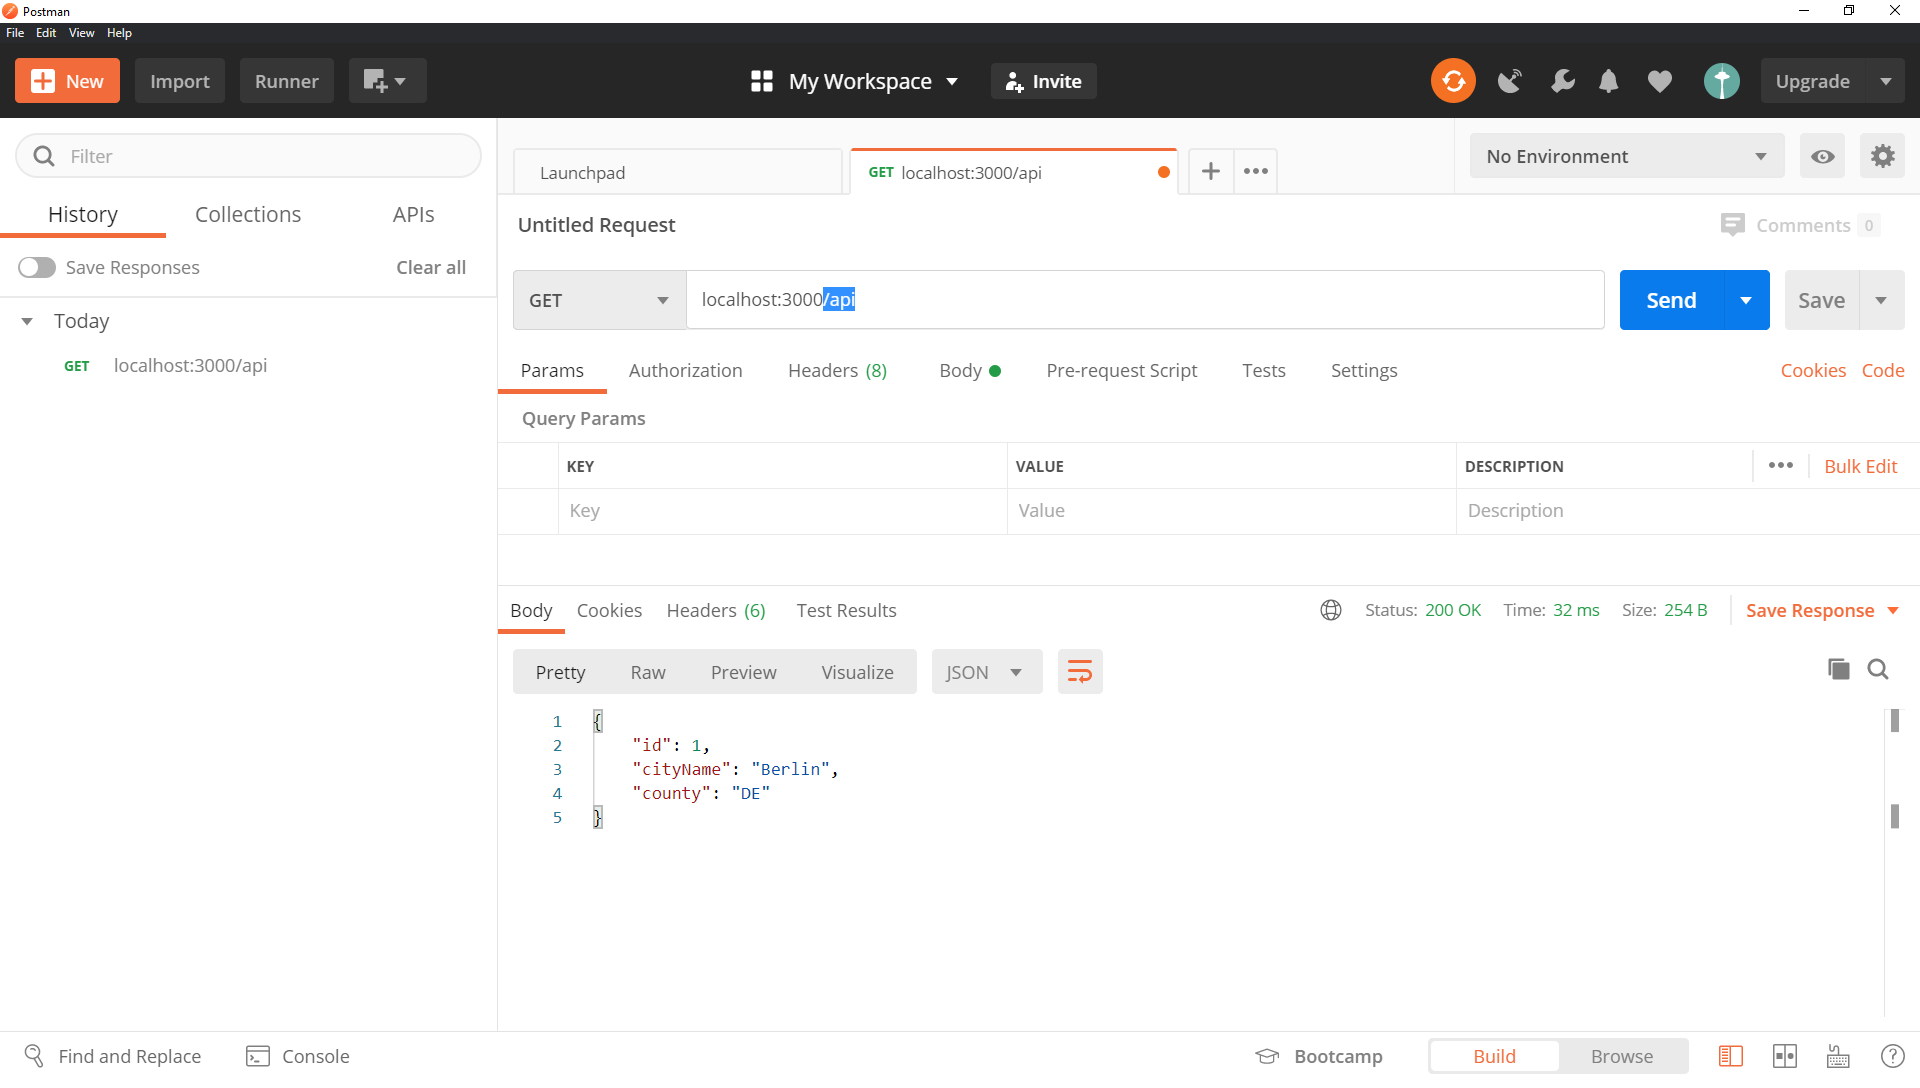 Postman
File Edit View Help
New Import Runner My Workspace Invite Upgrade
Filter
History Collections APIs
Save Responses Clear all
Today
GET localhost:3000/api
Launchpad GET localhost:3000/api No Environment
Untitled Request Comments 0
GET localhost:3000/api Send Save
Params Authorization Headers (8) Body Pre-request Script Tests Settings Cookies Code
Query Params
KEY VALUE DESCRIPTION Bulk Edit
Key Value Description
Body Cookies Headers (6) Test Results Status: 200 OK Time: 32 ms Size: 254 B Save Response
Pretty Raw Preview Visualize JSON
1 {
2 "id": 1,
3 "cityName": "Berlin",
4 "county": "DE"
5 }
Find and Replace Console Bootcamp Build Browse